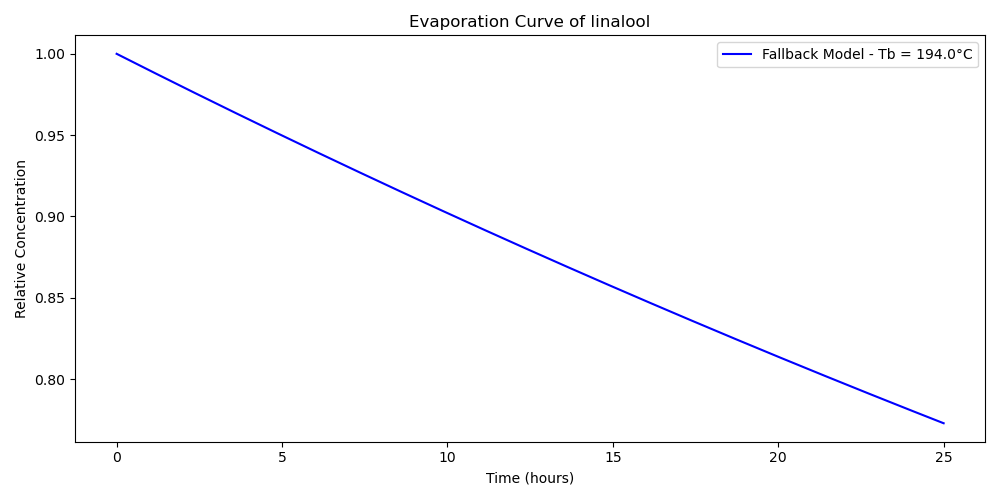 Evaporation Curve of linalool
Fallback Model - Tb = 194.0°C
Relative Concentration
1.00
0.95
0.90
0.85
0.80
0
5
10
15
20
25
Time (hours)